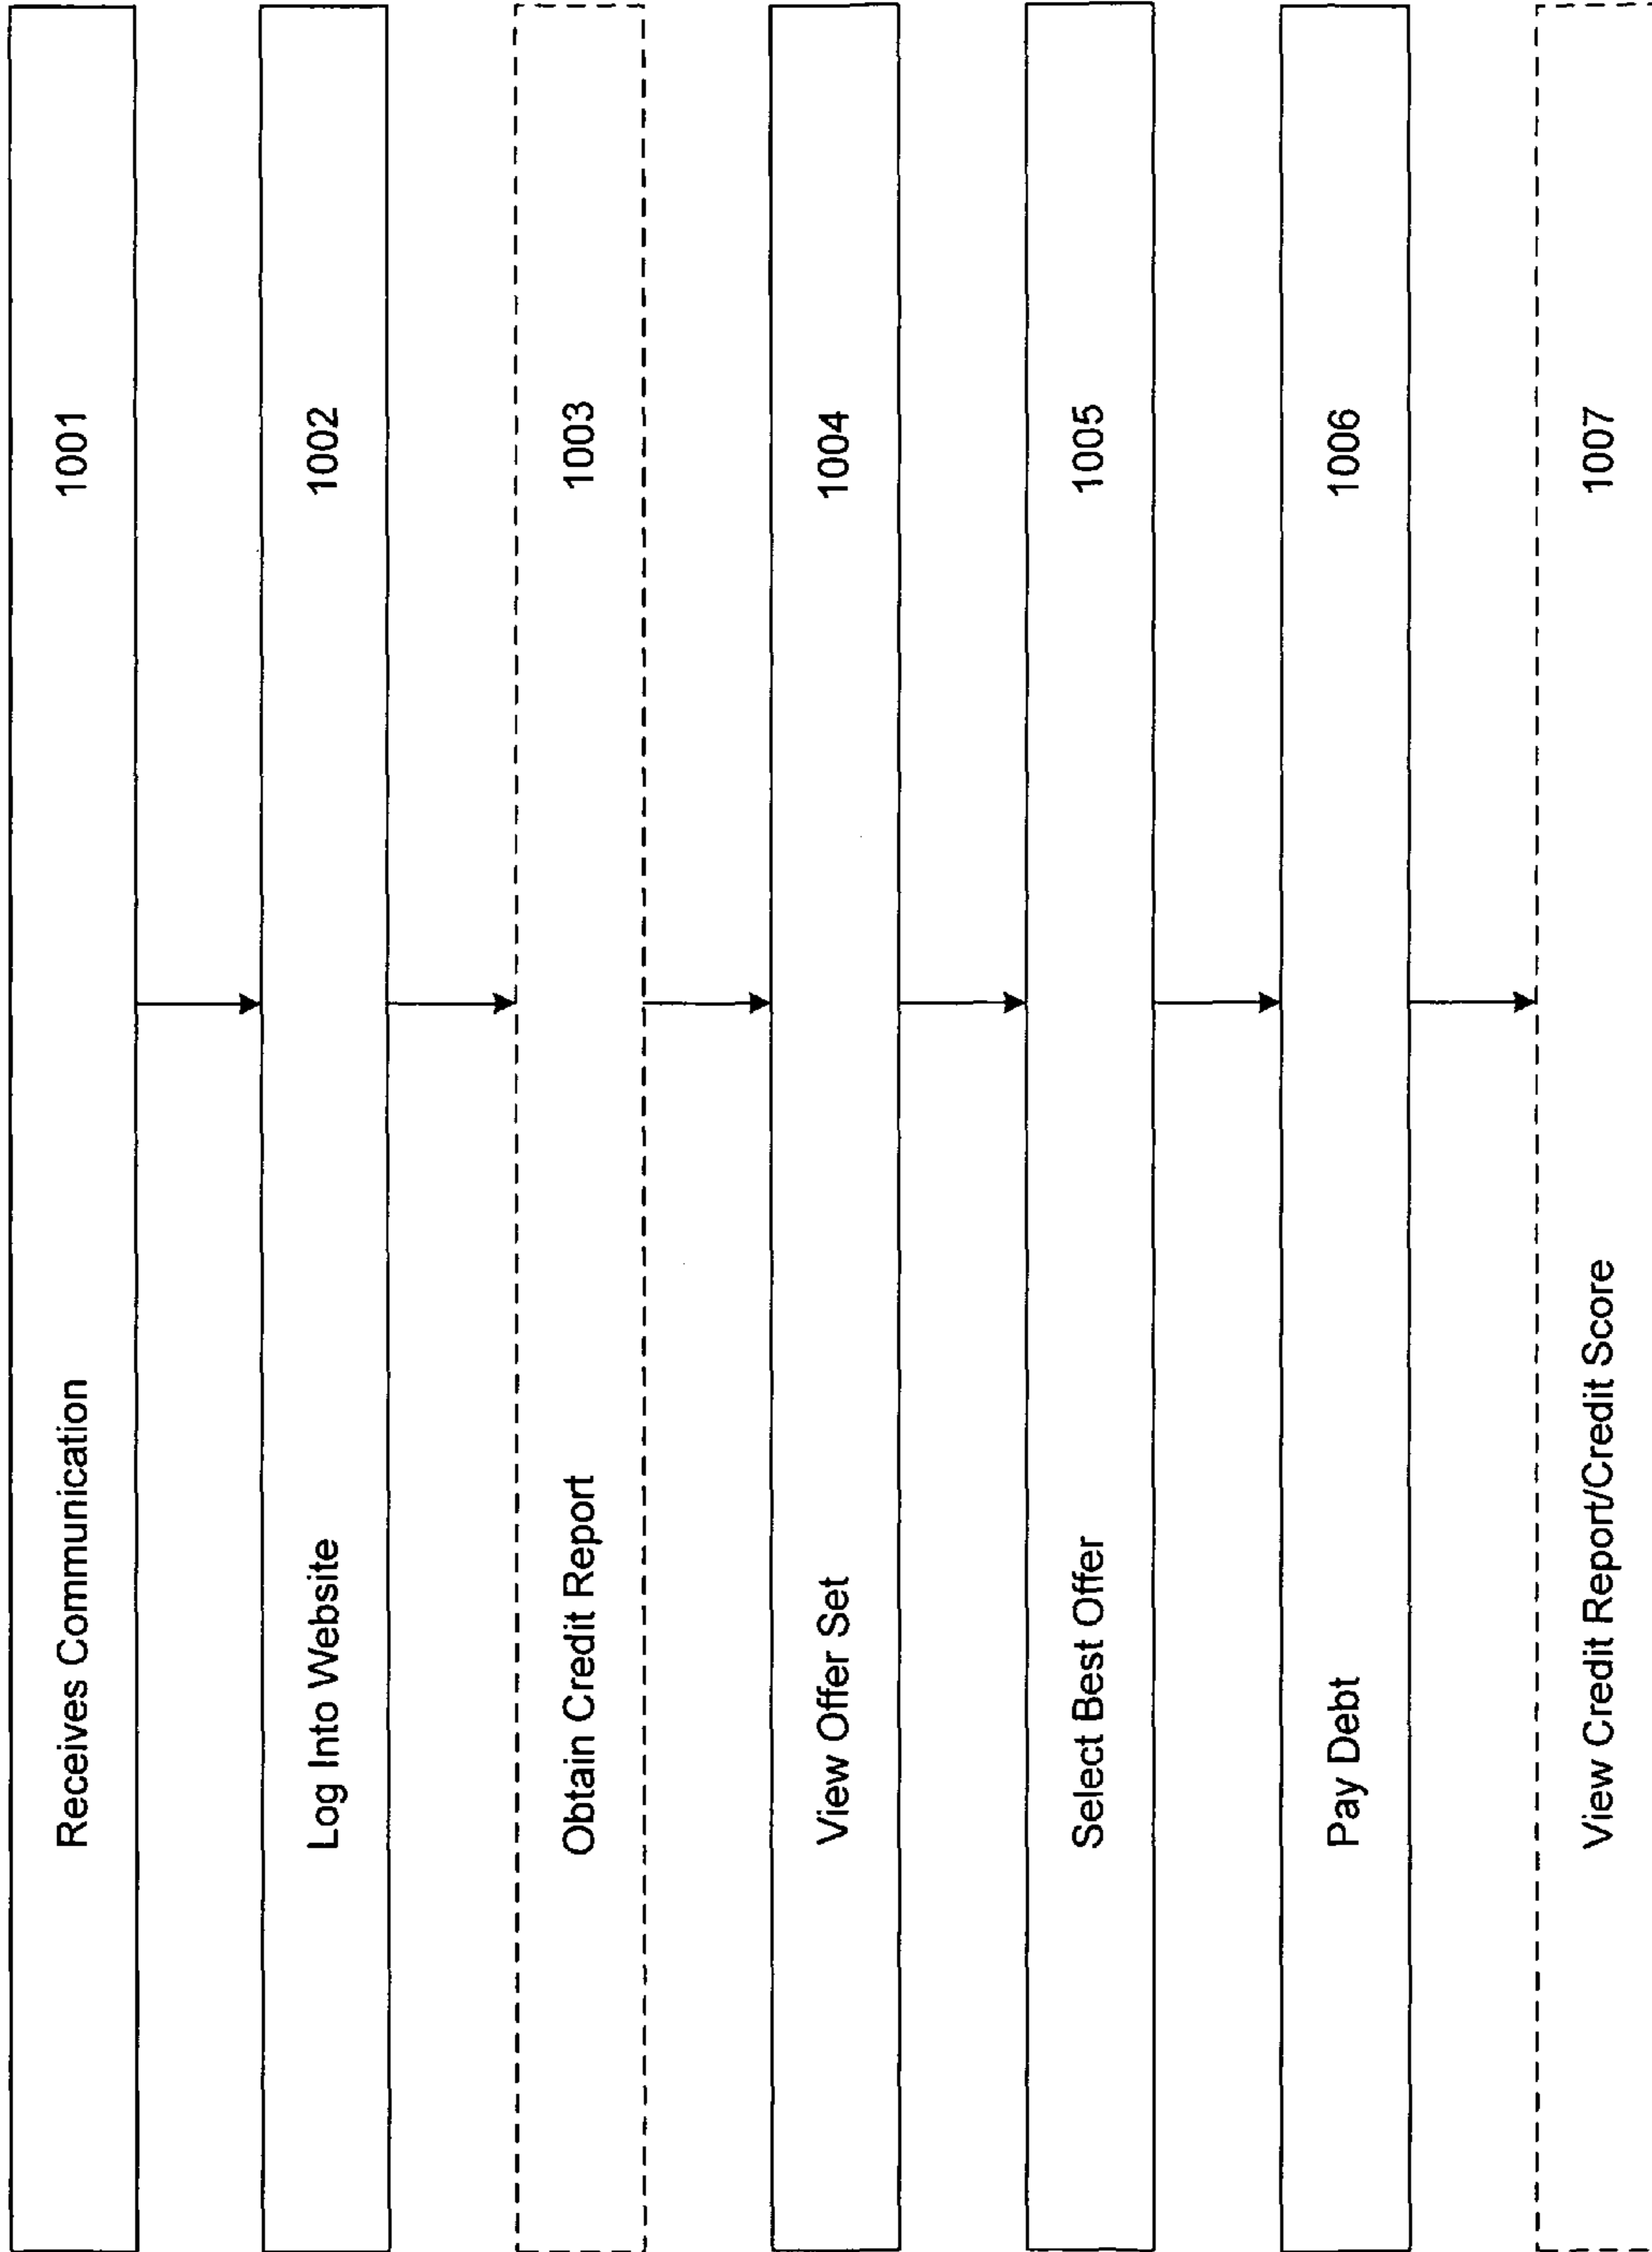 Receives Communication 1001
Log Into Website 1002
Obtain Credit Report 1003
View Offer Set 1004
Select Best Offer 1005
Pay Debt 1006
View Credit Report/Credit Score 1007